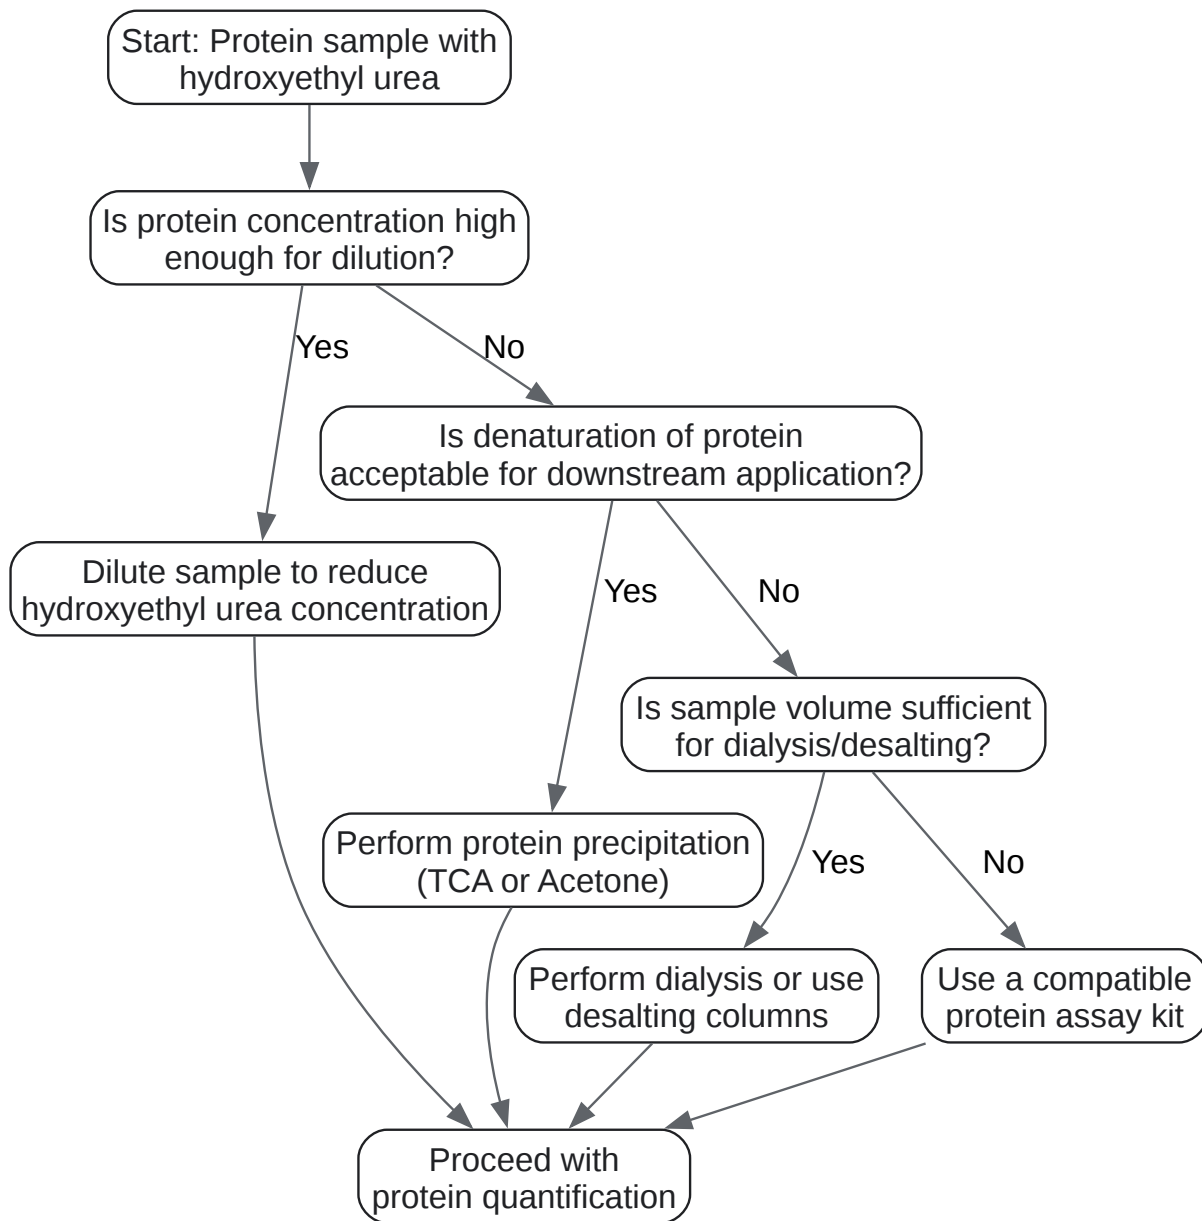 Start: Protein sample with
hydroxyethyl urea
Is protein concentration high
enough for dilution?
Yes
No
Is denaturation of protein
acceptable for downstream application?
Dilute sample to reduce
hydroxyethyl urea concentration
Yes
No
Is sample volume sufficient
for dialysis/desalting?
Perform protein precipitation
(TCA or Acetone)
Yes
No
Perform dialysis or use
desalting columns
Use a compatible
protein assay kit
Proceed with
protein quantification